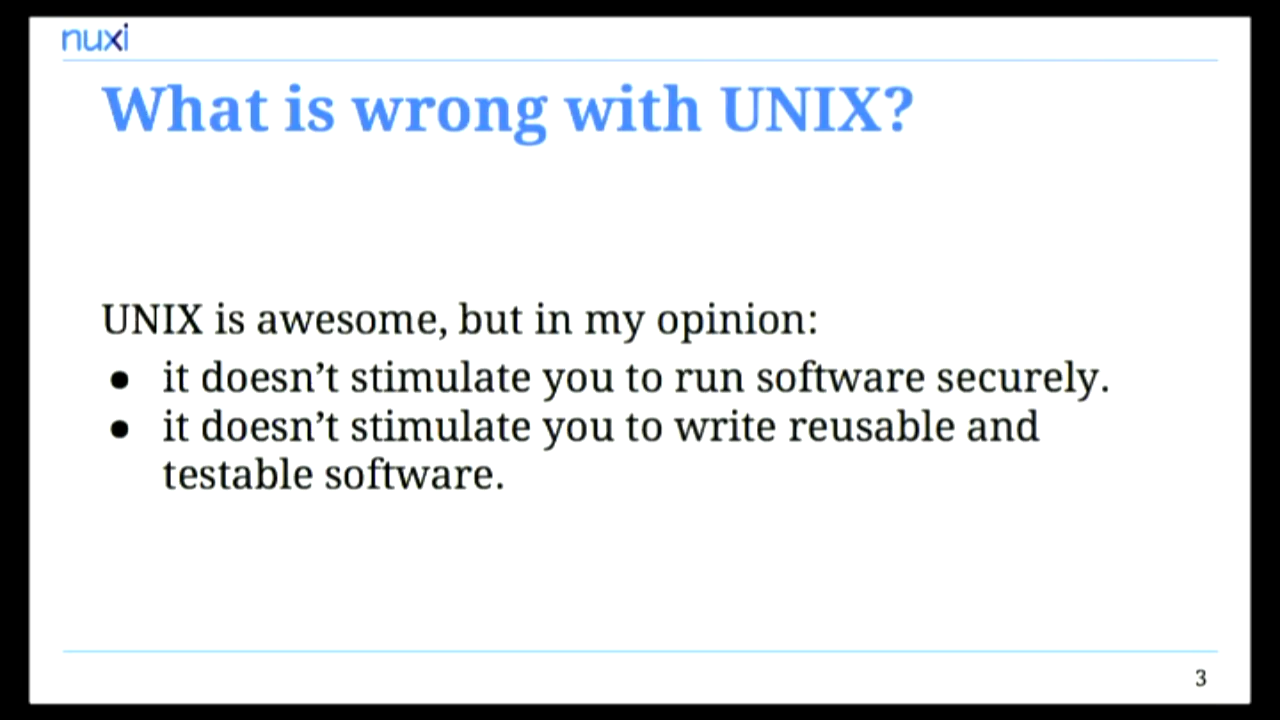 nuxi
What is wrong with UNIX?
UNIX is awesome, but in my opinion:
● it doesn’t stimulate you to run software securely.
● it doesn’t stimulate you to write reusable and
testable software.
3